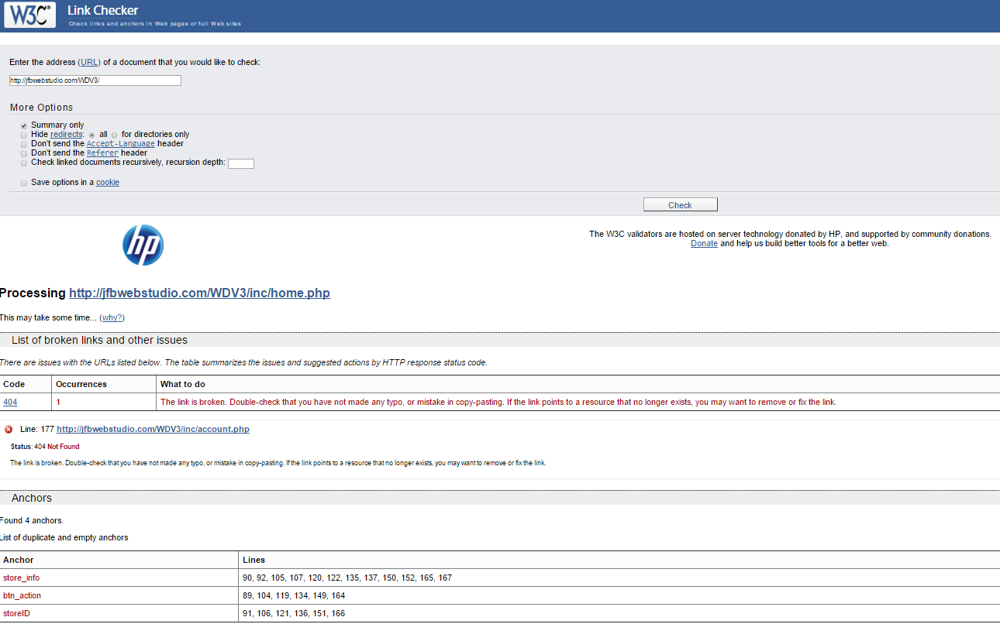 W3C® Link Checker
Check links and anchors in Web pages or full Web sites
Enter the address (URL) of a document that you would like to check:
http://jfbwebstudio.com/WDV3/
More Options
Summary only
Hide redirects: all for directories only
Don't send the Accept-Language header
Don't send the Referer header
Check linked documents recursively, recursion depth:
Save options in a cookie
Check
hp
The W3C validators are hosted on server technology donated by HP, and supported by community donations.
Donate and help us build better tools for a better web.
Processing http://jfbwebstudio.com/WDV3/inc/home.php
This may take some time... (why?)
List of broken links and other issues
There are issues with the URLs listed below. The table summarizes the issues and suggested actions by HTTP response status code.
Code Occurrences What to do
404 1 The link is broken. Double-check that you have not made any typo, or mistake in copy-pasting. If the link points to a resource that no longer exists, you may want to remove or fix the link.
Line: 177 http://jfbwebstudio.com/WDV3/inc/account.php
Status: 404 Not Found
The link is broken. Double-check that you have not made any typo, or mistake in copy-pasting. If the link points to a resource that no longer exists, you may want to remove or fix the link.
Anchors
Found 4 anchors.
List of duplicate and empty anchors
Anchor Lines
store_info 90, 92, 105, 107, 120, 122, 135, 137, 150, 152, 165, 167
btn_action 89, 104, 119, 134, 149, 164
storeID 91, 106, 121, 136, 151, 166